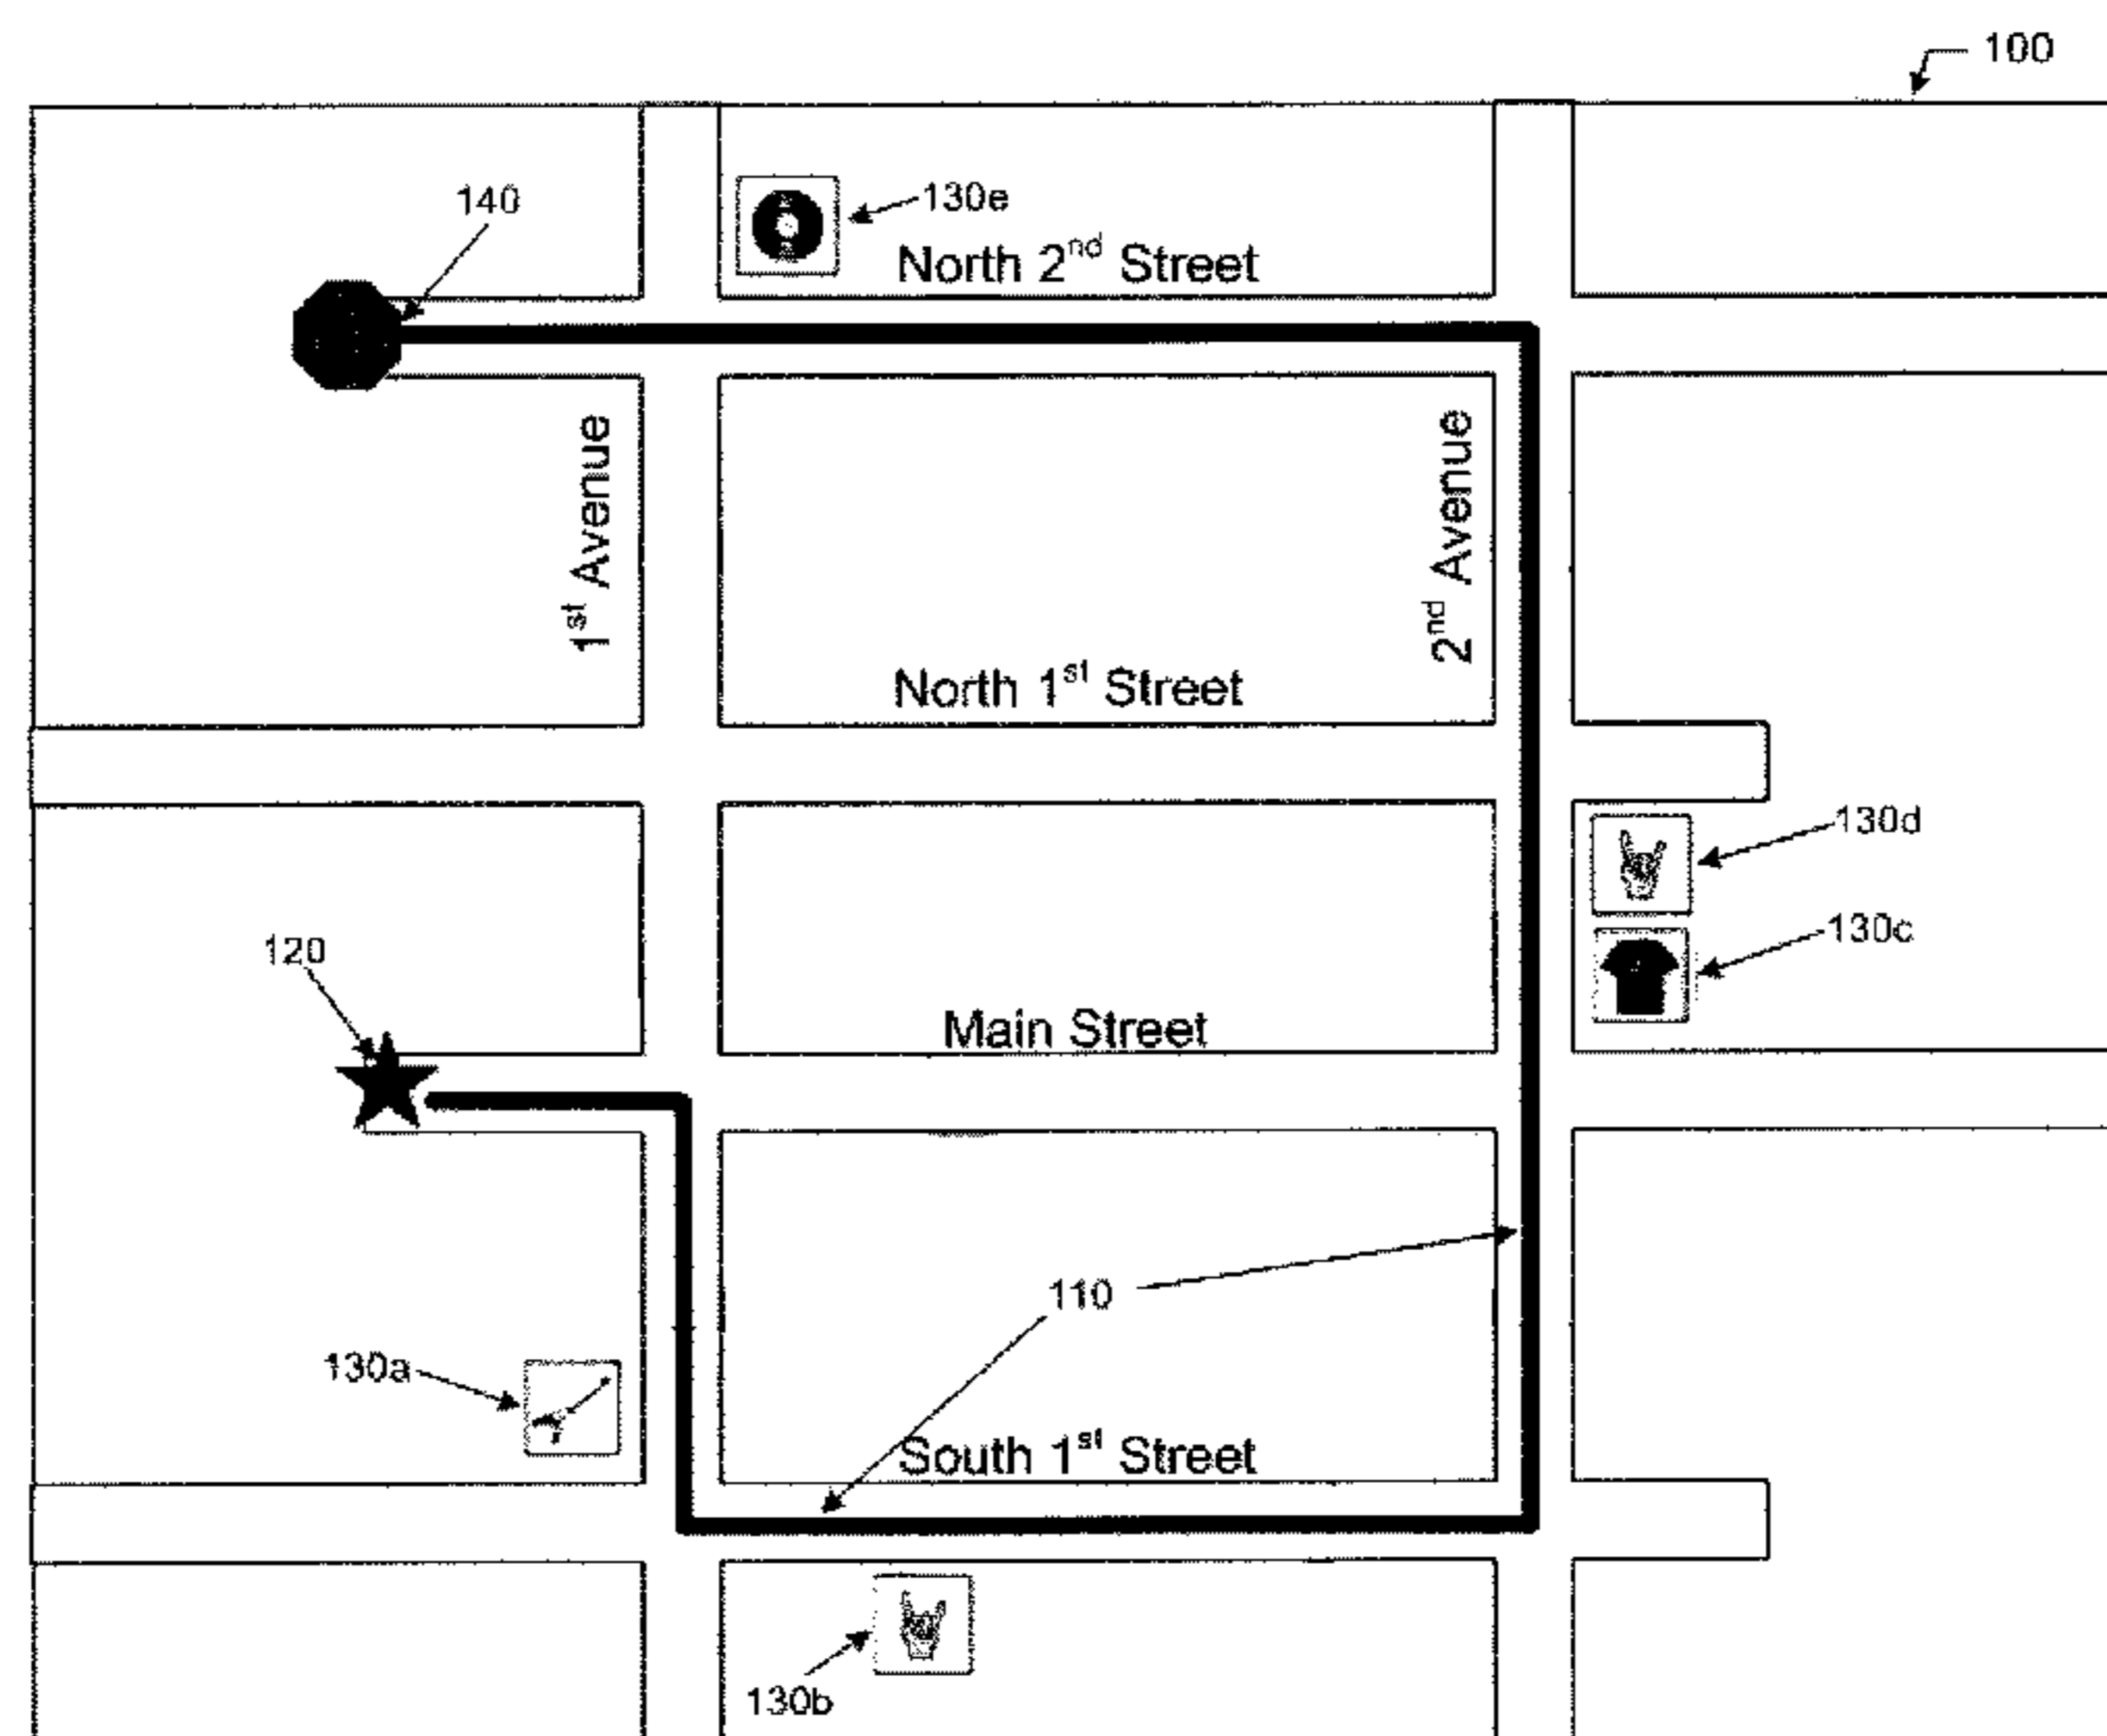 100
140
130e
North 2nd Street
1st Avenue
2nd Avenue
North 1st Street
130d
130c
120
Main Street
110
130a
South 1st Street
130b